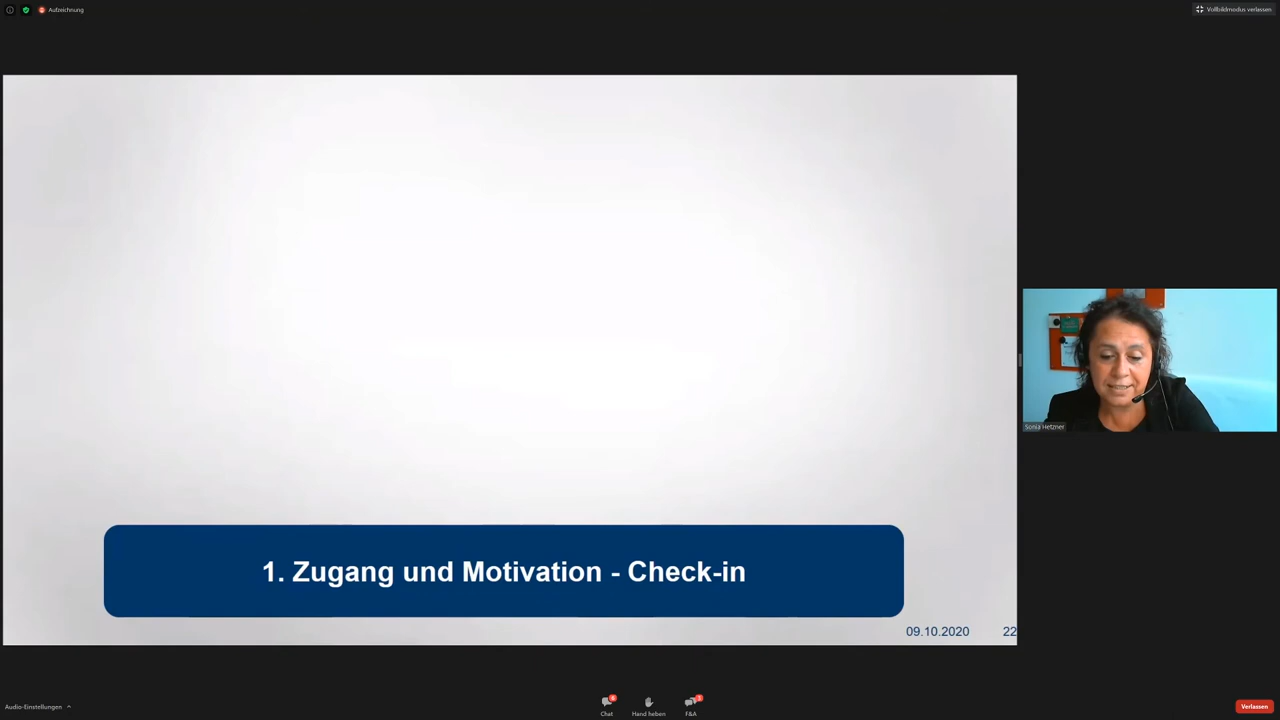 Aufzeichnung
Vollbildmodus verlassen
1. Zugang und Motivation - Check-in
09.10.2020
22
Sonia Hetzner
Audio-Einstellungen
Chat
Hand heben
F&A
Verlassen